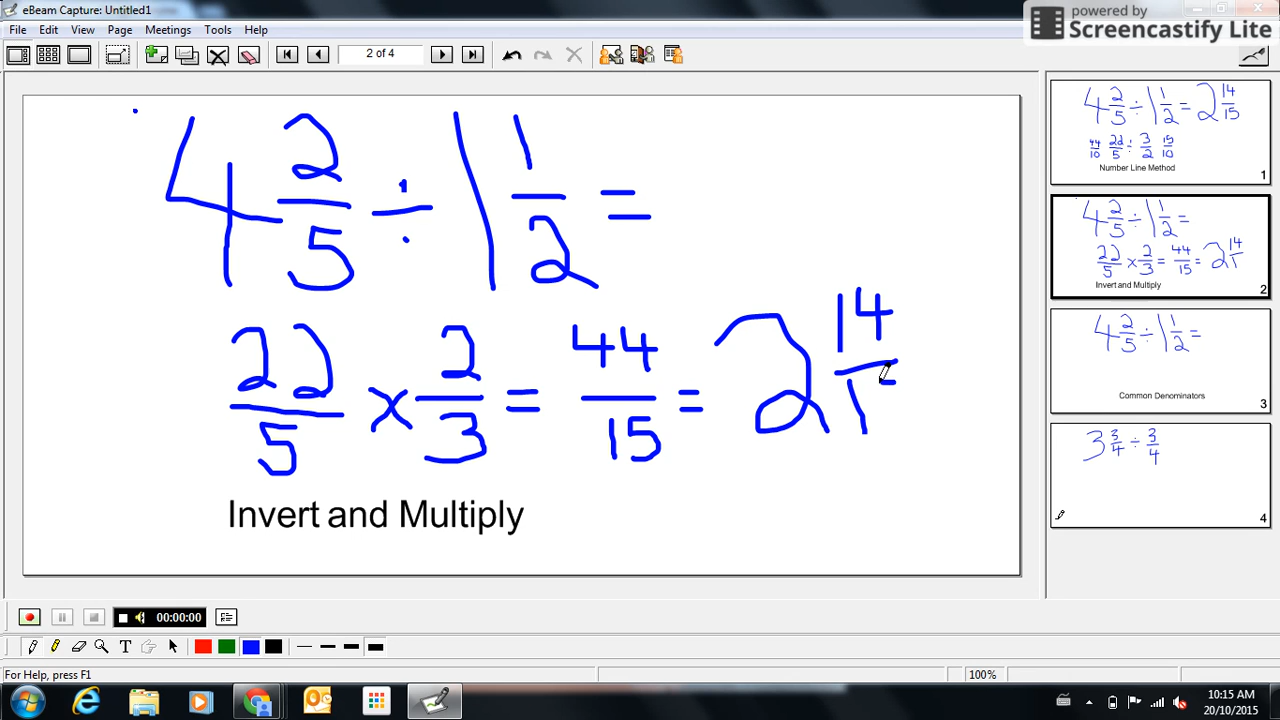 eBeam Capture: Untitled1
powered by
Screencastify Lite
File Edit View Page Meetings Tools Help
2 of 4
4 2/5 ÷ 1 1/2 =
22/5 × 2/3 = 44/15 = 2 14/1
Invert and Multiply
4 2/5 ÷ 1 1/2 = 2 14/15
44/10 22/5 ÷ 3/2 15/10
Number Line Method
1
4 2/5 ÷ 1 1/2 =
22/5 × 2/3 = 44/15 = 2 14/1
Invert and Multiply
2
4 2/5 ÷ 1 1/2 =
Common Denominators
3
3 3/4 ÷ 3/4
4
00:00:00
T
For Help, press F1
100%
10:15 AM
20/10/2015